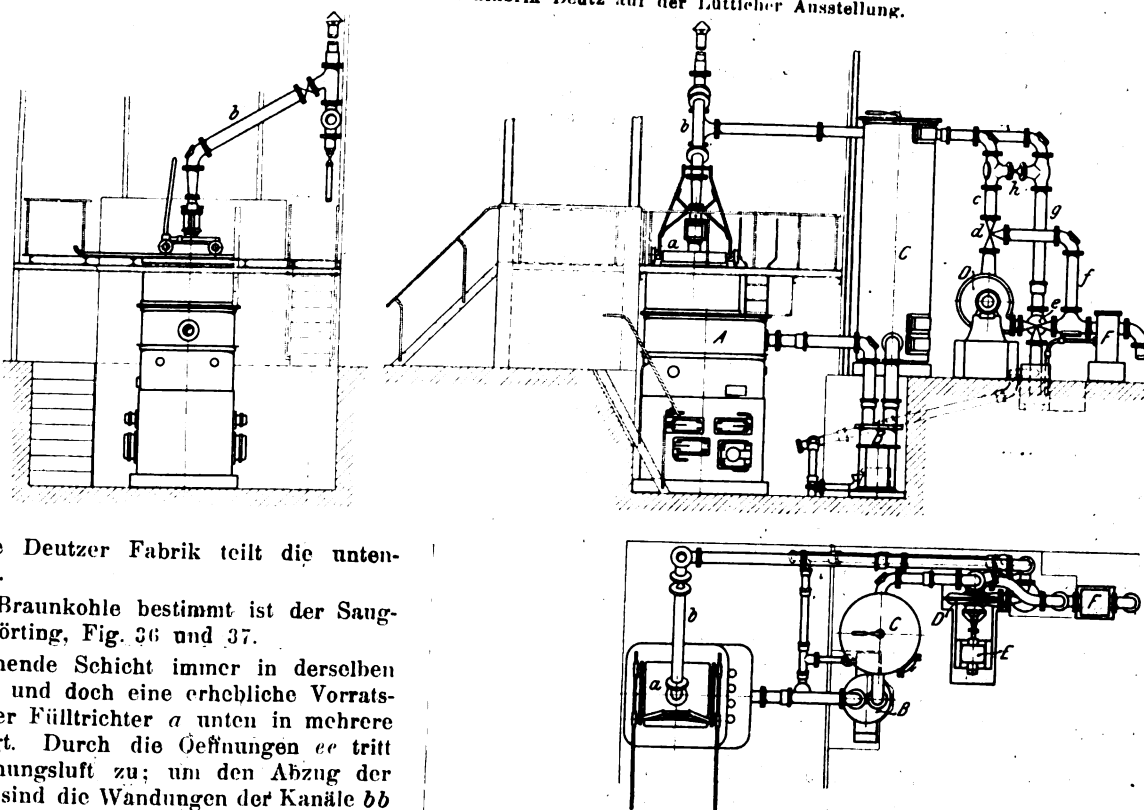 Deutz auf der Lütticher Ausstellung.
b
b
a
A
C
c
h
g
d
f
D
e
F
B
b
a
C
D
E
F
B
Deutzer Fabrik teilt die unten-
Braunkohle bestimmt ist der Saug-
örting, Fig. 36 und 37.
hende Schicht immer in derselben
und doch eine erhebliche Vorrats-
er Fülltrichter a unten in mehrere
rt. Durch die Oeffnungen ee tritt
nungsluft zu; um den Abzug der
sind die Wandungen der Kanäle bb